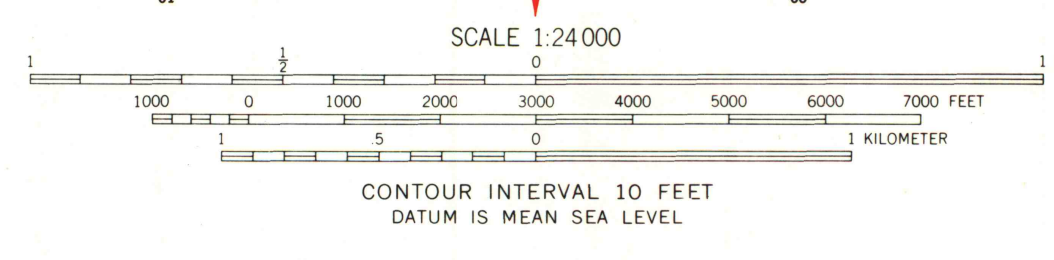 SCALE 1:24 000
1 ½ 0 1
1000 0 1000 2000 3000 4000 5000 6000 7000 FEET
1 .5 0 1 KILOMETER
CONTOUR INTERVAL 10 FEET
DATUM IS MEAN SEA LEVEL